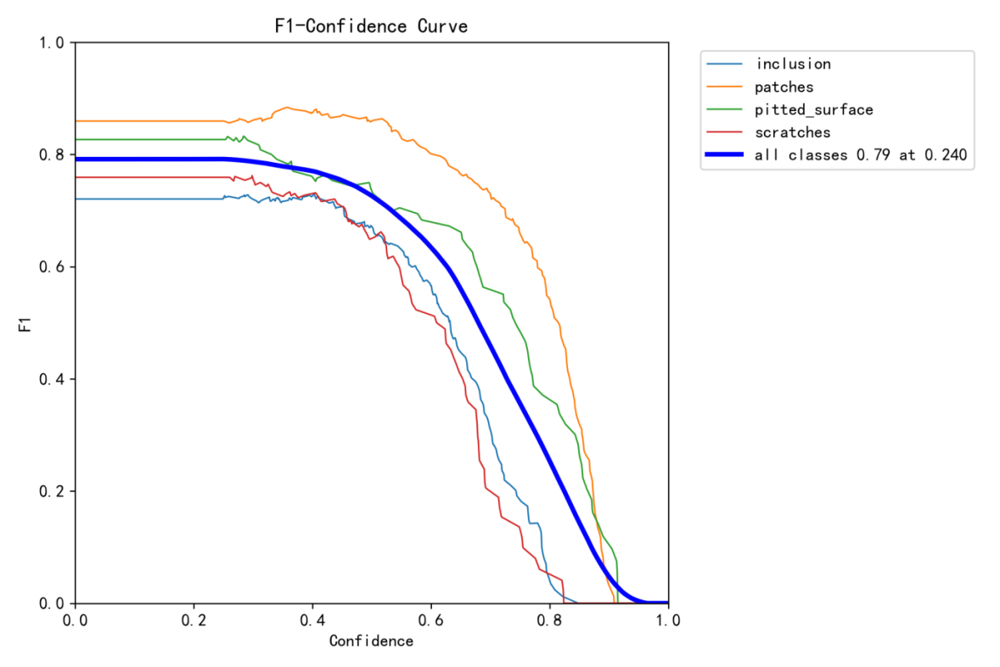 F1-Confidence Curve
inclusion
patches
pitted_surface
scratches
all classes 0.79 at 0.240
F1
1.0
0.8
0.6
0.4
0.2
0.0
0.0 0.2 0.4 0.6 0.8 1.0
Confidence